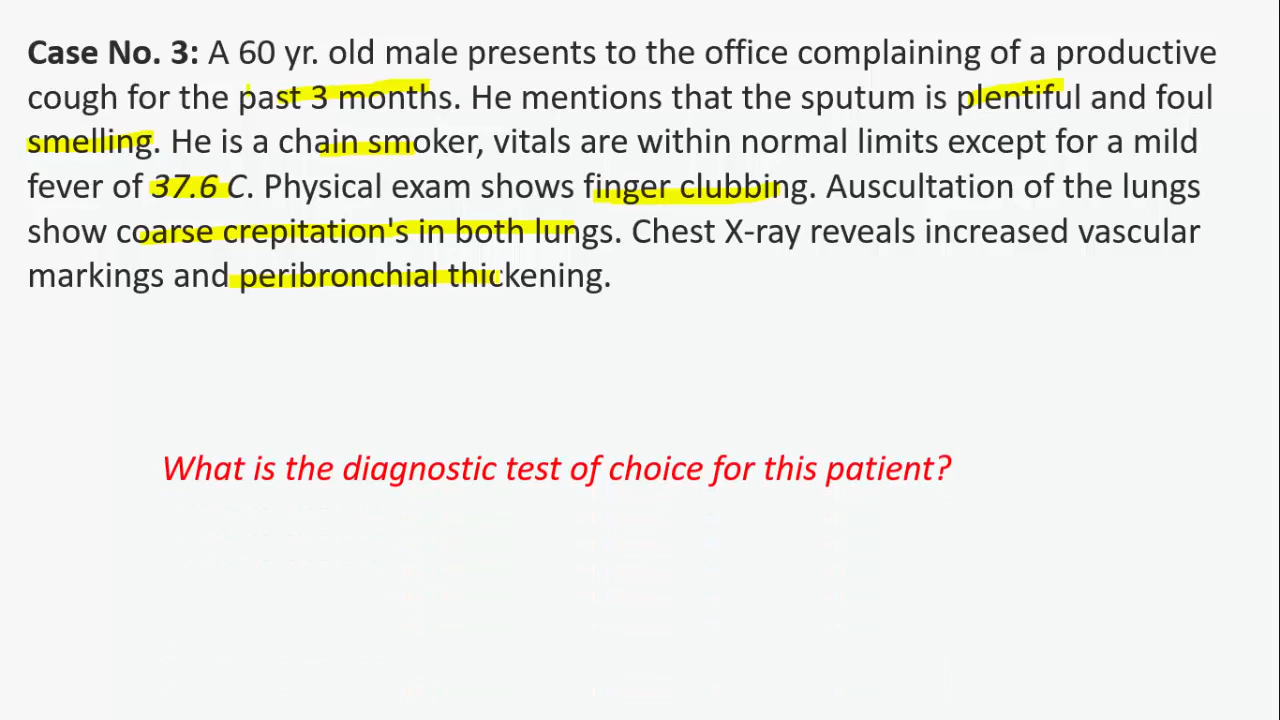 Case No. 3: A 60 yr. old male presents to the office complaining of a productive
cough for the past 3 months. He mentions that the sputum is plentiful and foul
smelling. He is a chain smoker, vitals are within normal limits except for a mild
fever of 37.6 C. Physical exam shows finger clubbing. Auscultation of the lungs
show coarse crepitation's in both lungs. Chest X-ray reveals increased vascular
markings and peribronchial thickening.
What is the diagnostic test of choice for this patient?